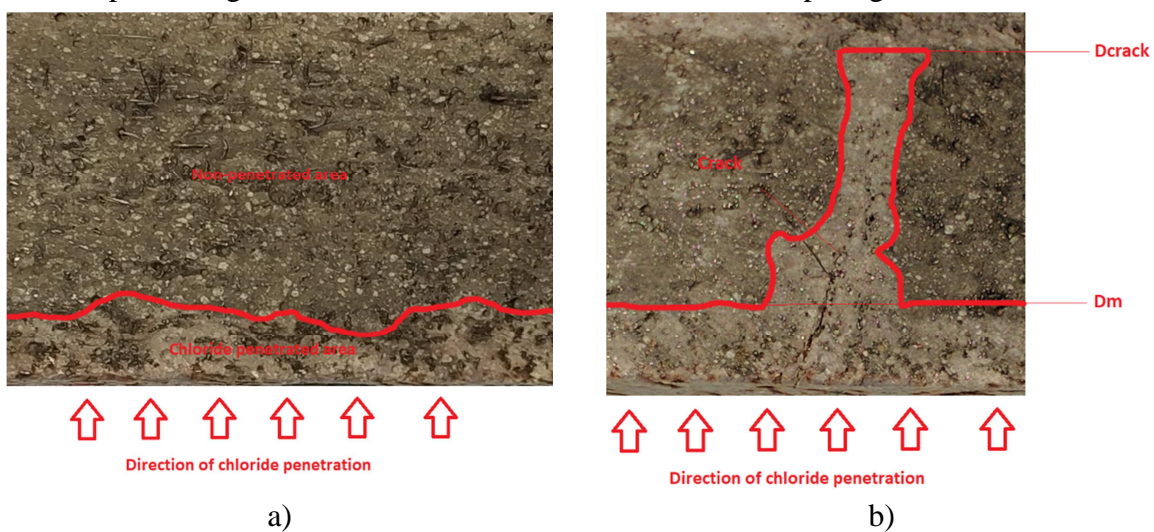 Non-penetrated area
Chloride penetrated area
Direction of chloride penetration
a)
Dcrack
Crack
Dm
Direction of chloride penetration
b)